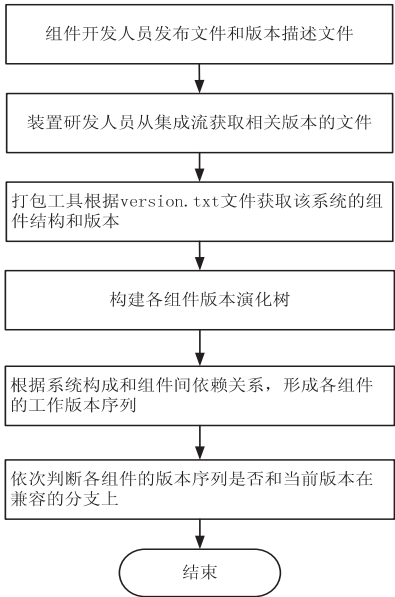 组件开发人员发布文件和版本描述文件
装置研发人员从集成流获取相关版本的文件
打包工具根据version.txt文件获取该系统的组
件结构和版本
构建各组件版本演化树
根据系统构成和组件间依赖关系，形成各组件
的工作版本序列
依次判断各组件的版本序列是否和当前版本在
兼容的分支上
结束